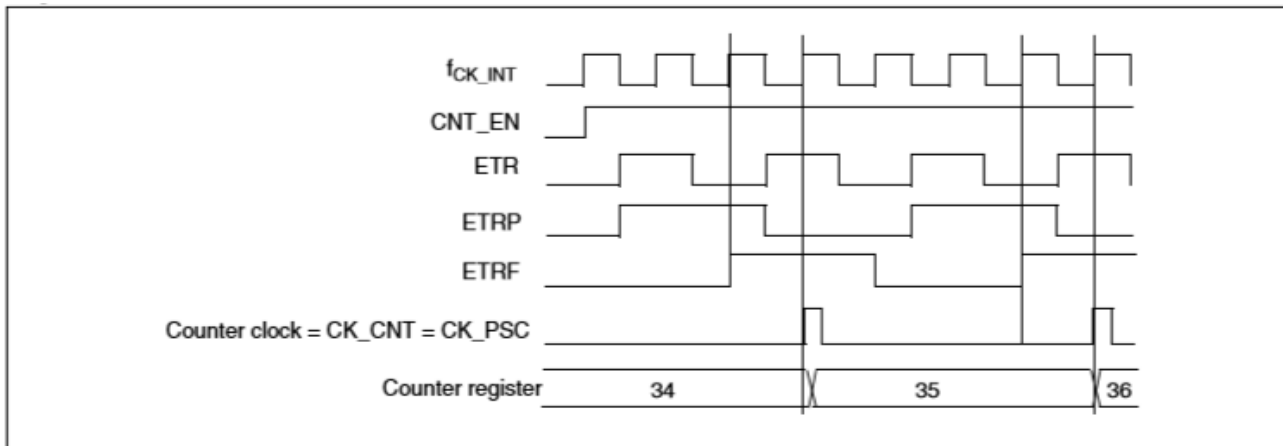 fCK_INT
CNT_EN
ETR
ETRP
ETRF
Counter clock = CK_CNT = CK_PSC
Counter register 34 35 36